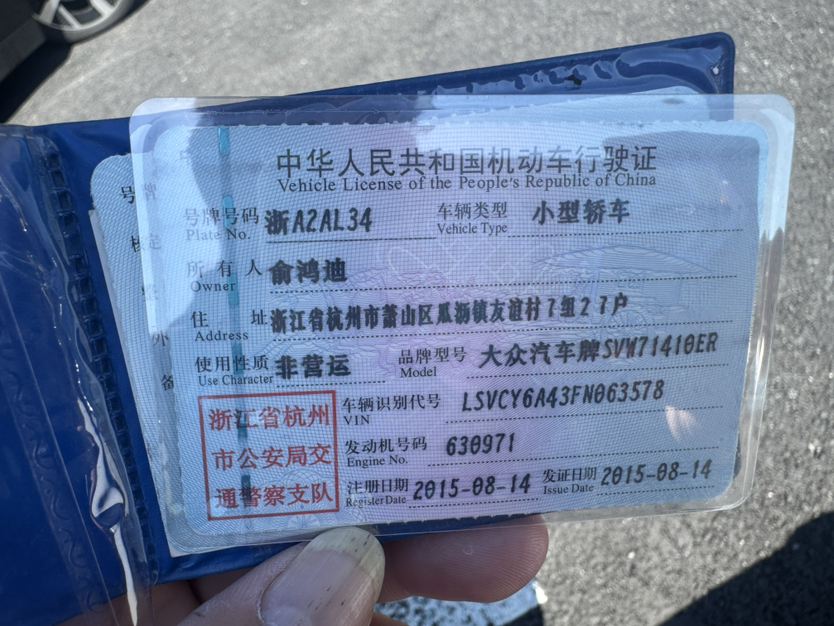 中华人民共和国机动车行驶证
Vehicle License of the People's Republic of China
号牌号码 浙A2AL34 车辆类型 小型轿车
Plate No. Vehicle Type
所有人 俞鸿迪
Owner
住址 浙江省杭州市萧山区瓜沥镇友谊村7组27户
Address
使用性质 非营运 品牌型号 大众汽车牌SVW71410ER
Use Character Model
浙江省杭州
市公安局交
通警察支队
车辆识别代号 LSVCY6A43FN063578
VIN
发动机号码 630971
Engine No.
注册日期 2015-08-14 发证日期 2015-08-14
Register Date Issue Date
号牌